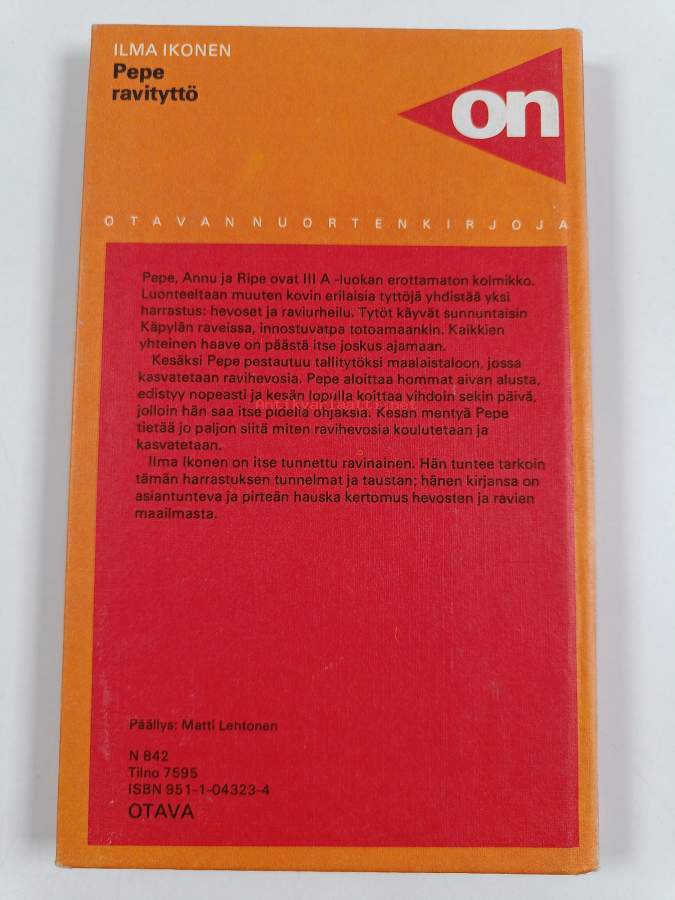 ILMA IKONEN
Pepe
ravityttö
on
OTAVAN NUORTENKIRJOJA
Pepe, Annu ja Ripe ovat III A -luokan erottamaton kolmikko.
Luonteeltaan muuten kovin erilaisia tyttöjä yhdistää yksi
harrastus: hevoset ja raviurheilu. Tytöt käyvät sunnuntaisin
Käpylän raveissa, innostuvatpa totoamaankin. Kaikkien
yhteinen haave on päästä itse joskus ajamaan.
Kesäksi Pepe pestautuu tallitytöksi maalaistaloon, jossa
kasvatetaan ravihevosia. Pepe aloittaa hommat aivan alusta,
edistyy nopeasti ja kesän lopulla koittaa vihdoin sekin päivä,
jolloin hän saa itse pidellä ohjaksia. Kesän mentyä Pepe
tietää jo paljon siitä miten ravihevosia koulutetaan ja
kasvatetaan.
Ilma Ikonen on itse tunnettu ravinainen. Hän tuntee tarkoin
tämän harrastuksen tunnelmat ja taustan; hänen kirjansa on
asiantunteva ja pirteän hauska kertomus hevosten ja ravien
maailmasta.
Päällys: Matti Lehtonen
N 842
Tilno 7595
ISBN 951-1-04323-4
OTAVA